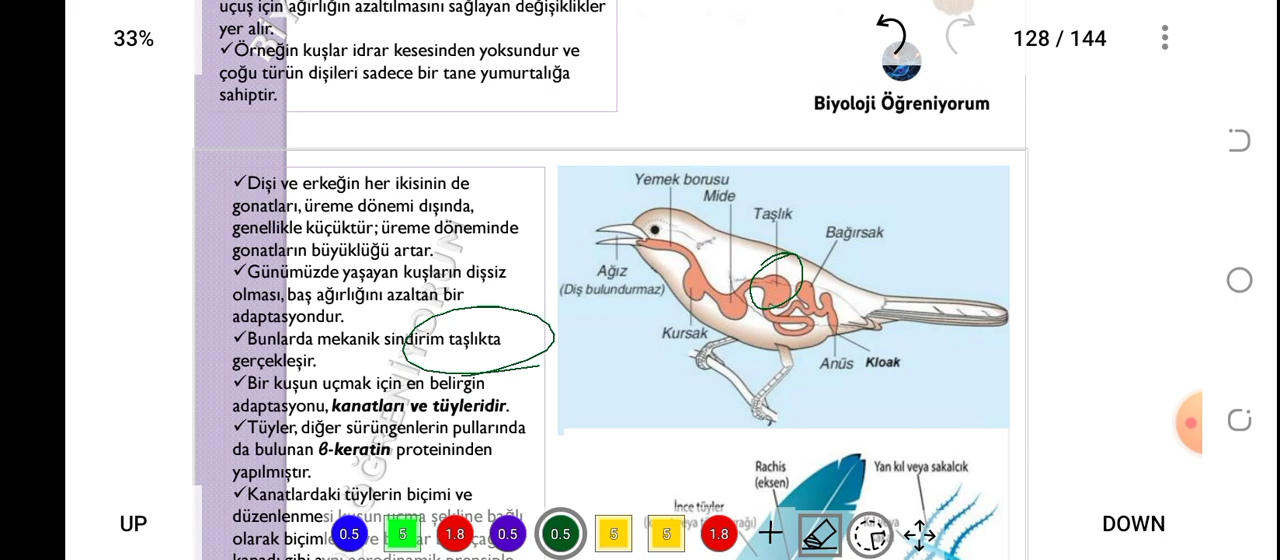 33%
128 / 144
uçuş için ağırlığın azaltılmasını sağlayan değişiklikler
yer alır.
✓Örneğin kuşlar idrar kesesinden yoksundur ve
çoğu türün dişileri sadece bir tane yumurtalığa
sahiptir.
Biyoloji Öğreniyorum
✓Dişi ve erkeğin her ikisinin de
gonatları, üreme dönemi dışında,
genellikle küçüktür; üreme döneminde
gonatların büyüklüğü artar.
✓Günümüzde yaşayan kuşların dişsiz
olması, baş ağırlığını azaltan bir
adaptasyondur.
✓Bunlarda mekanik sindirim taşlıkta
gerçekleşir.
✓Bir kuşun uçmak için en belirgin
adaptasyonu, kanatları ve tüyleridir.
✓Tüyler, diğer sürüngenlerin pullarında
da bulunan β-keratin proteininden
yapılmıştır.
✓Kanatlardaki tüylerin biçimi ve
düzenlenmesi kuşun uçma şekline bağlı
olarak
Yemek borusu
Mide
Taşlık
Bağırsak
Ağız
(Diş bulundurmaz)
Kursak
Anüs
Kloak
Rachis
(eksen)
Yan kıl veya sakalcık
İnce tüyler
UP
0.5
5
1.8
0.5
0.5
5
5
1.8
DOWN